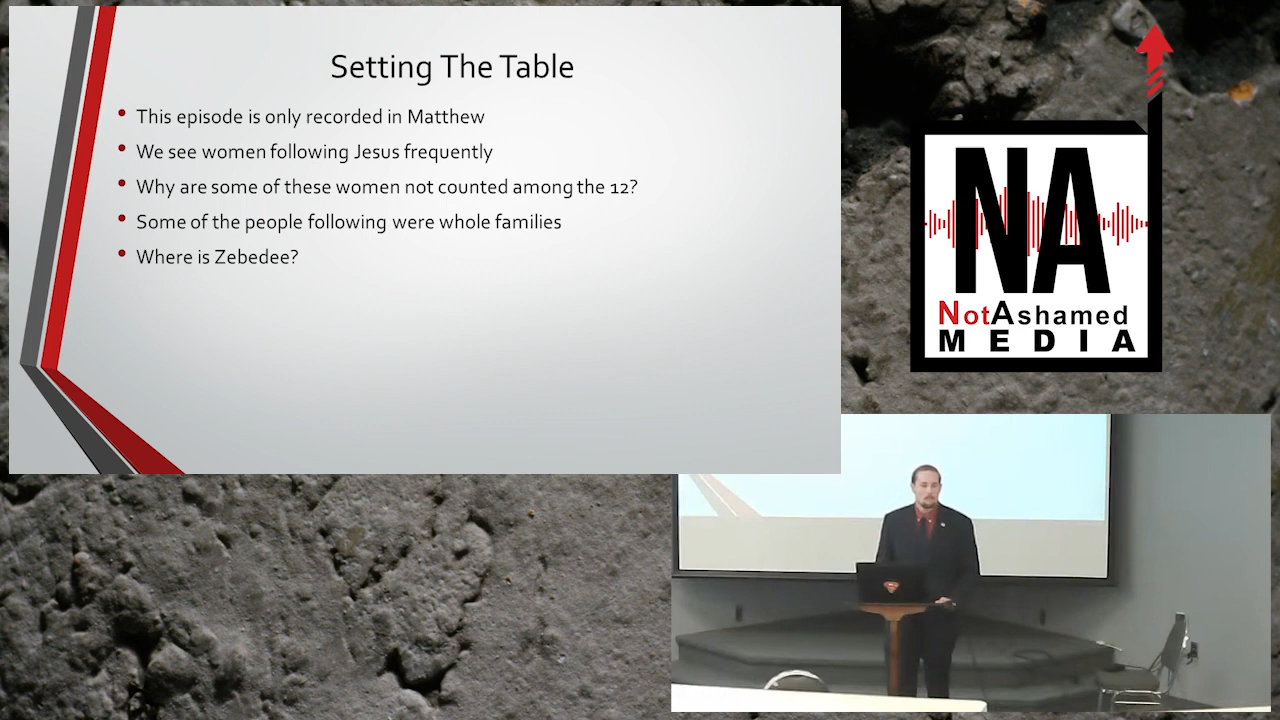 Setting The Table
• This episode is only recorded in Matthew
• We see women following Jesus frequently
• Why are some of these women not counted among the 12?
• Some of the people following were whole families
• Where is Zebedee?
NA
NotAshamed
MEDIA